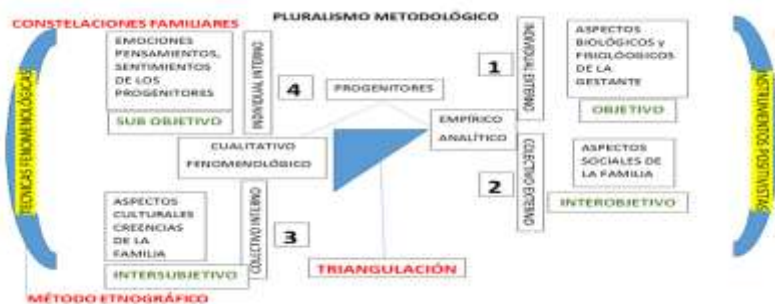 CONSTELACIONES FAMILIARES
PLURALISMO METODOLÓGICO
TECNICAS FENOMENOLÓGICAS
EMOCIONES
PENSAMIENTOS,
SENTIMIENTOS
DE LOS
PROGENITORES
SUB OBJETIVO
INDIVIDUAL INTERNO
4
PROGENITORES
1
INDIVIDUAL EXTERNO
ASPECTOS
BIOLÓGICOS y
FISIOLÓOGICOS
DE LA
GESTANTE
OBJETIVO
INSTRUMENTOS POSITIVISTAS
CUALITATIVO
FENOMENOLÓGICO
EMPÍRICO
ANALÍTICO
ASPECTOS
CULTURALES
CREENCIAS
DE LA
FAMILIA
INTERSUBJETIVO
COLECTIVO INTERNO
3
2
COLECTIVO EXTERNO
ASPECTOS
SOCIALES DE
LA FAMILIA
INTEROBJETIVO
TRIANGULACIÓN
MÉTODO ETNOGRÁFICO